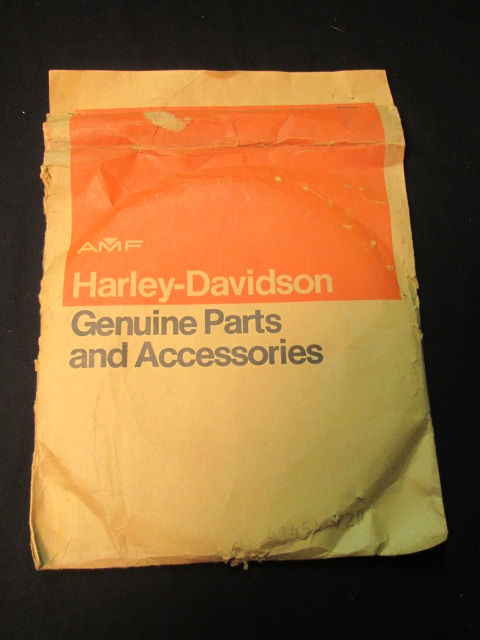 AMF
Harley-Davidson
Genuine Parts
and Accessories